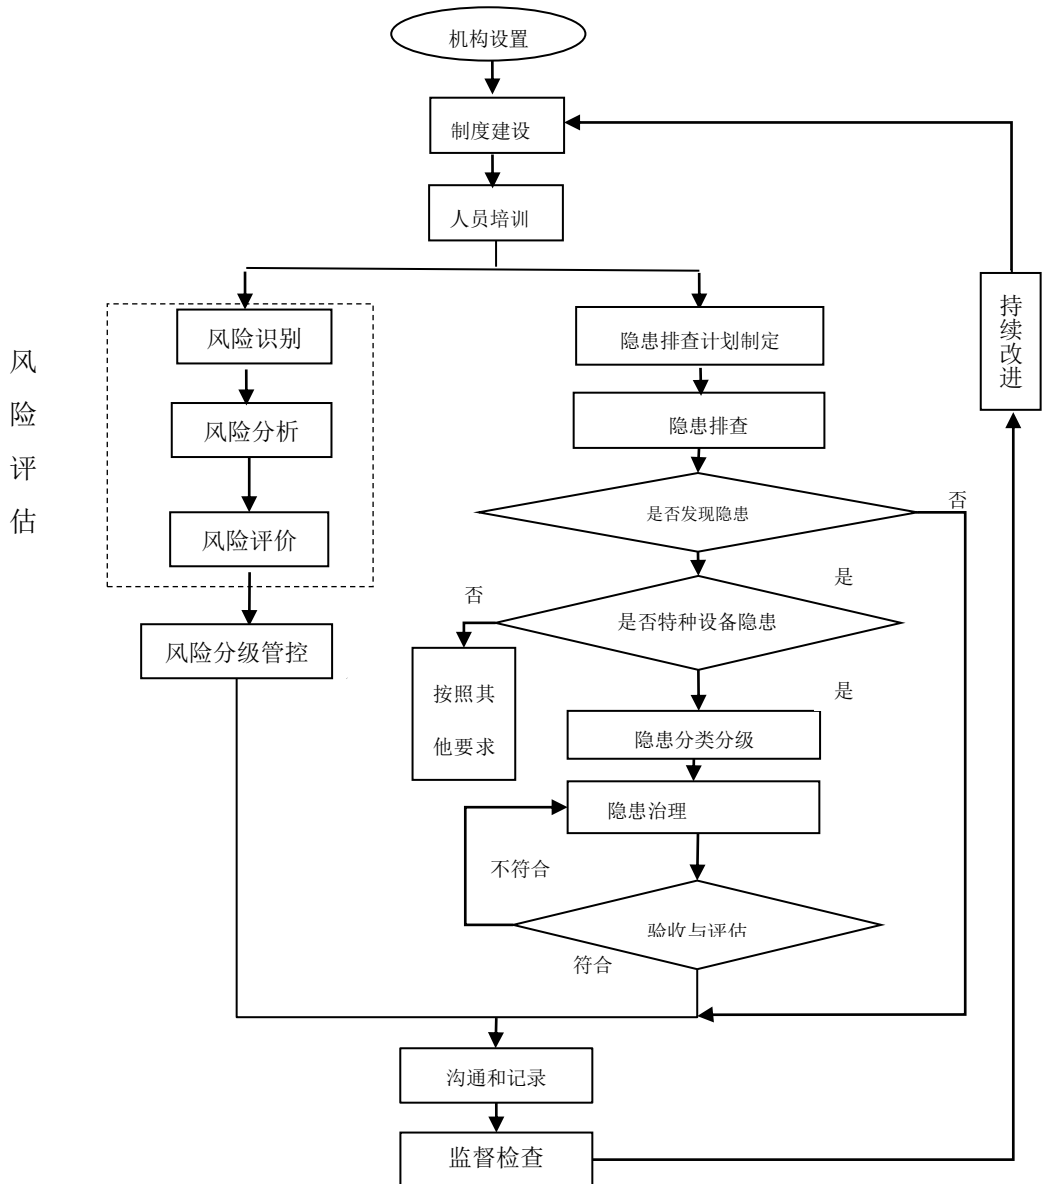 机构设置
制度建设
人员培训
风
险
评
估
风险识别
风险分析
风险评价
风险分级管控
隐患排查计划制定
隐患排查
是否发现隐患
否
是
是否特种设备隐患
否
按照其
他要求
是
隐患分类分级
隐患治理
不符合
验收与评估
符合
持
续
改
进
沟通和记录
监督检查